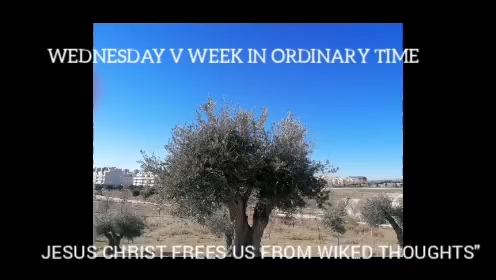 WEDNESDAY V WEEK IN ORDINARY TIME
JESUS CHRIST FREES US FROM WIKED THOUGHTS"